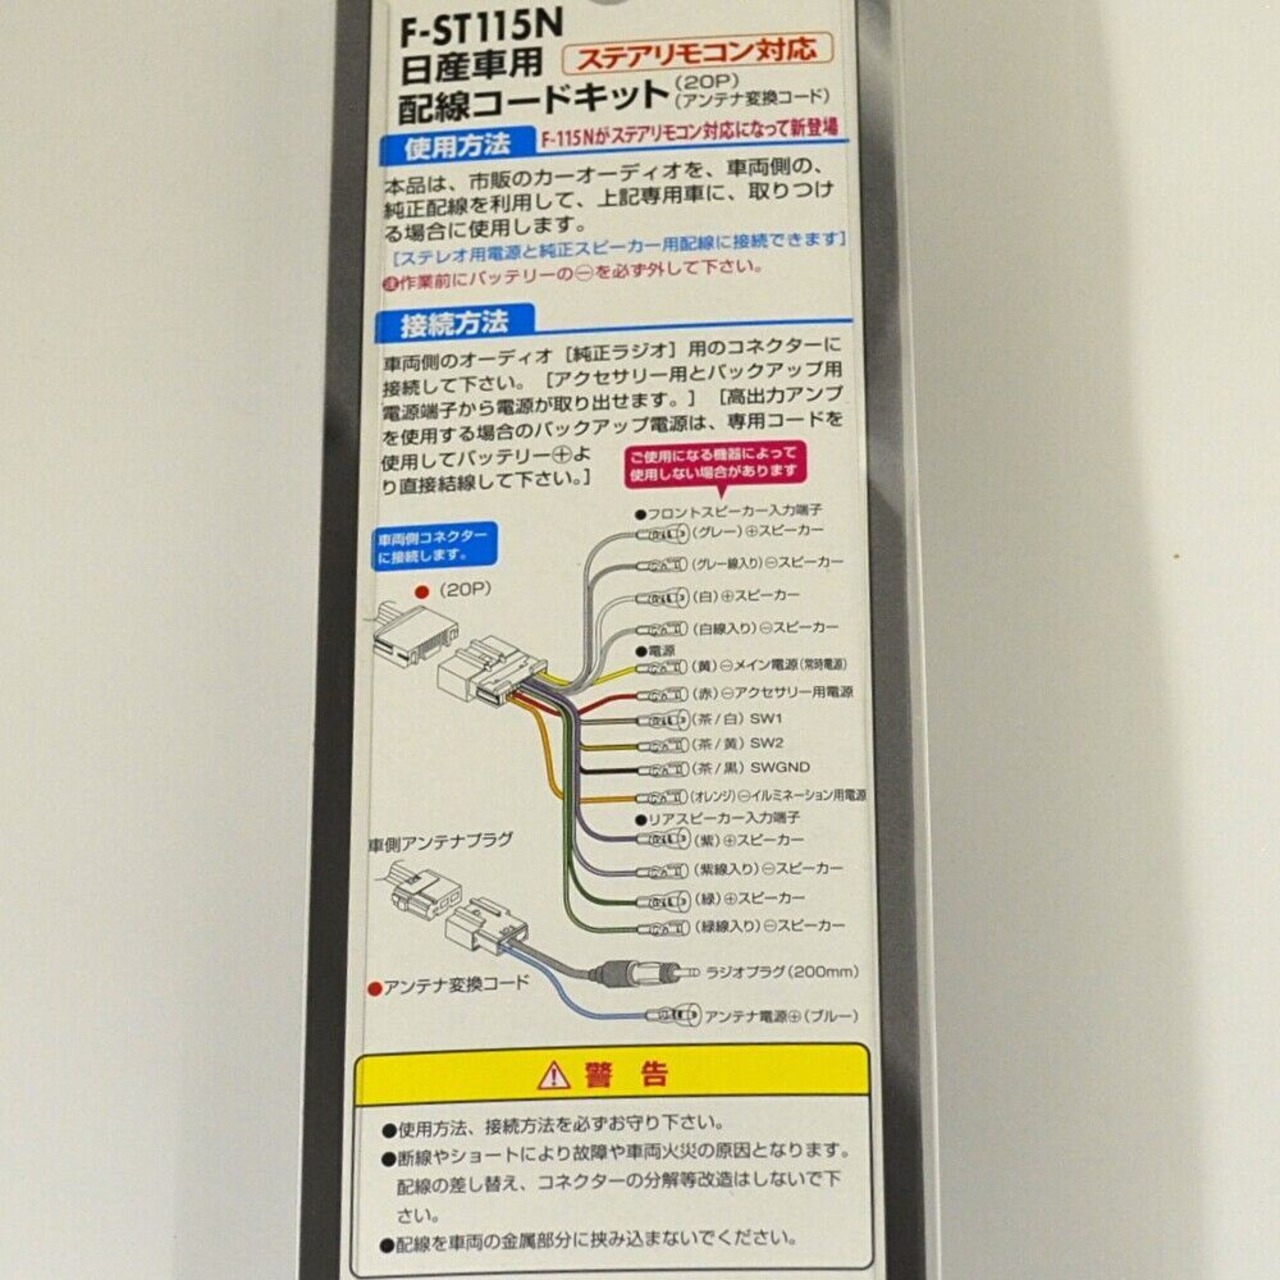 F-ST115N
日産車用 ステアリモコン対応
配線コードキット (20P)
(アンテナ変換コード)
使用方法 F-115Nがステアリモコン対応になって新登場
本品は、市販のカーオーディオを、車両側の、
純正配線を利用して、上記専用車に、取りつけ
る場合に使用します。
[ステレオ用電源と純正スピーカー用配線に接続できます]
注作業前にバッテリーの㊀を必ず外して下さい。
接続方法
車両側のオーディオ[純正ラジオ]用のコネクターに
接続して下さい。[アクセサリー用とバックアップ用
電源端子から電源が取り出せます。][高出力アンプ
を使用する場合のバックアップ電源は、専用コードを
使用してバッテリー⊕よ
り直接結線して下さい。]
ご使用になる機器によって
使用しない場合があります
車両側コネクター
に接続します。
●(20P)
●フロントスピーカー入力端子
(グレー)⊕スピーカー
(グレー線入り)⊖スピーカー
(白)⊕スピーカー
(白線入り)⊖スピーカー
●電源
(黄)⊖メイン電源(常時電源)
(赤)⊖アクセサリー用電源
(茶/白) SW1
(茶/黄) SW2
(茶/黒) SWGND
(オレンジ)⊖イルミネーション用電源
●リアスピーカー入力端子
(紫)⊕スピーカー
(紫線入り)⊖スピーカー
(緑)⊕スピーカー
(緑線入り)⊖スピーカー
車側アンテナプラグ
●アンテナ変換コード
ラジオプラグ(200mm)
アンテナ電源⊕(ブルー)
⚠警告
●使用方法、接続方法を必ずお守り下さい。
●断線やショートにより故障や車両火災の原因となります。
配線の差し替え、コネクターの分解等改造はしないで下
さい。
●配線を車両の金属部分に挟み込まないでください。